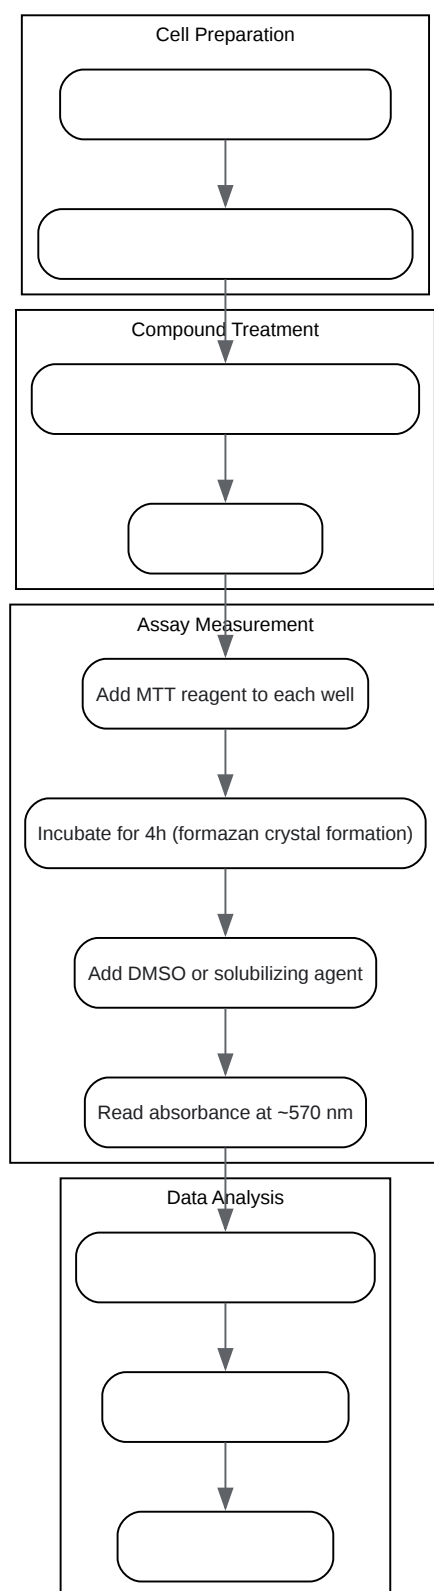 Cell Preparation
Compound Treatment
Assay Measurement
Add MTT reagent to each well
Incubate for 4h (formazan crystal formation)
Add DMSO or solubilizing agent
Read absorbance at ~570 nm
Data Analysis